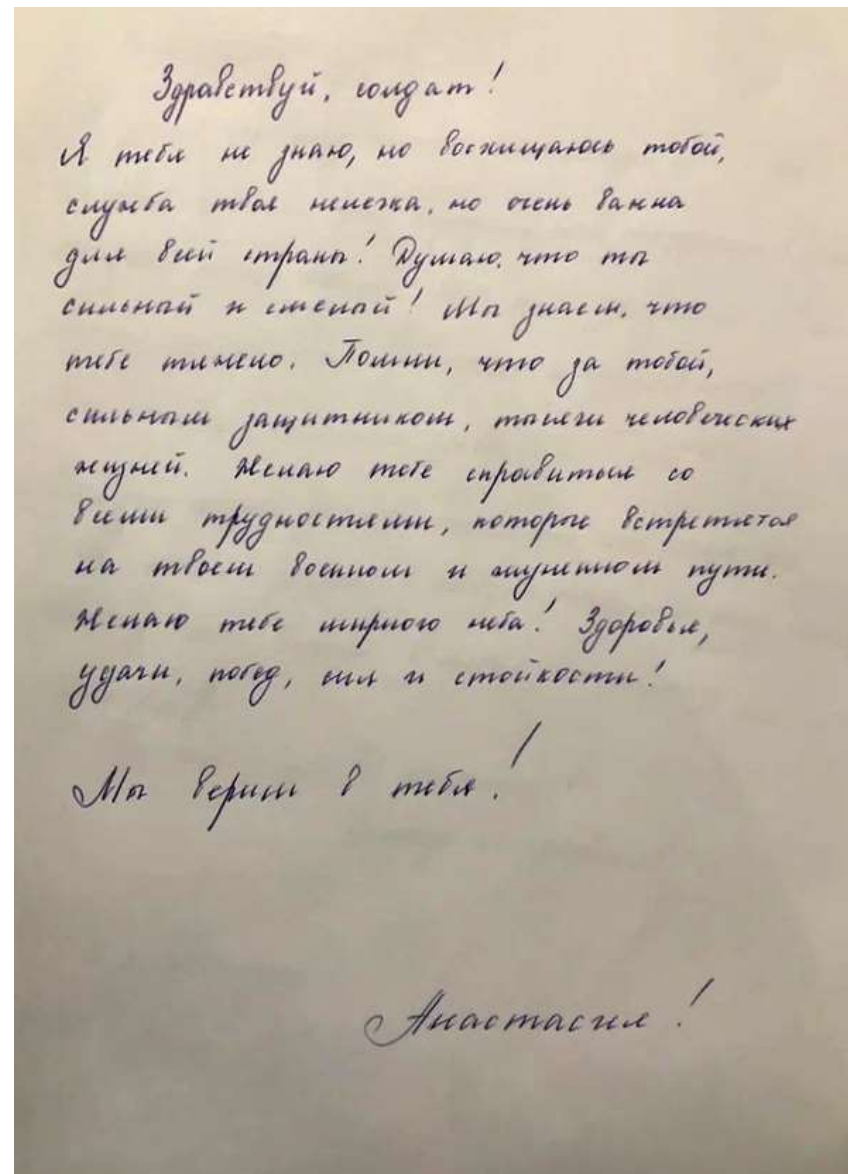 Здравствуй, солдат!
Я тебя не знаю, но восхищаюсь тобой,
служба твоя нелегка, но очень важна
для всей страны! Думаю, что ты
сильный и смелый! Мы знаем, что
тебе тяжело. Помни, что за тобой,
сильным защитником, тысячи человеческих
жизней. Желаю тебе справиться со
всеми трудностями, которые встретятся
на твоем военном и жизненном пути.
Желаю тебе мирного неба! Здоровья,
удачи, побед, сил и стойкости!
Мы верим в тебя!
Анастасия!